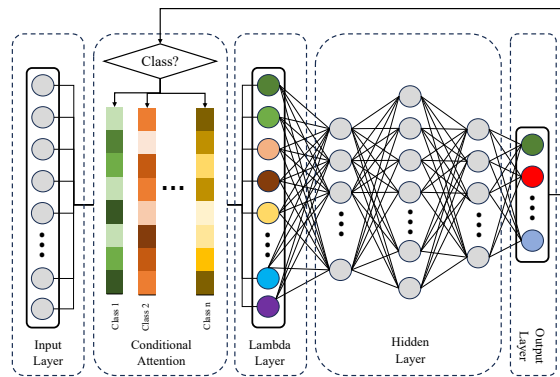 Class?
Class 1
Class 2
Class n
Input
Layer
Conditional
Attention
Lambda
Layer
Hidden
Layer
Output
Layer